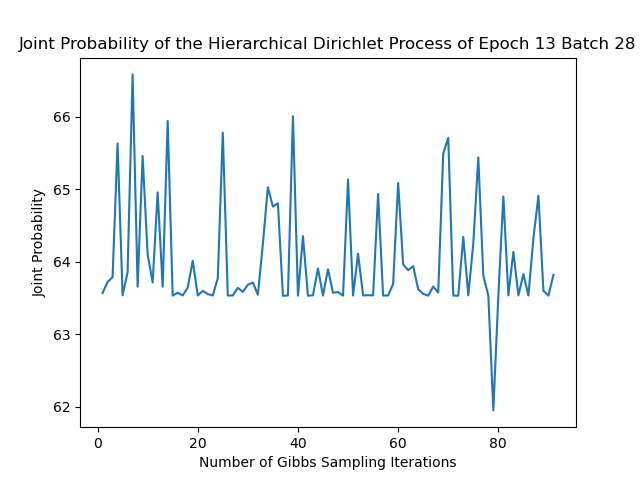 Joint Probability of the Hierarchical Dirichlet Process of Epoch 13 Batch 28
Joint Probability
66
65
64
63
62
0 20 40 60 80
Number of Gibbs Sampling Iterations